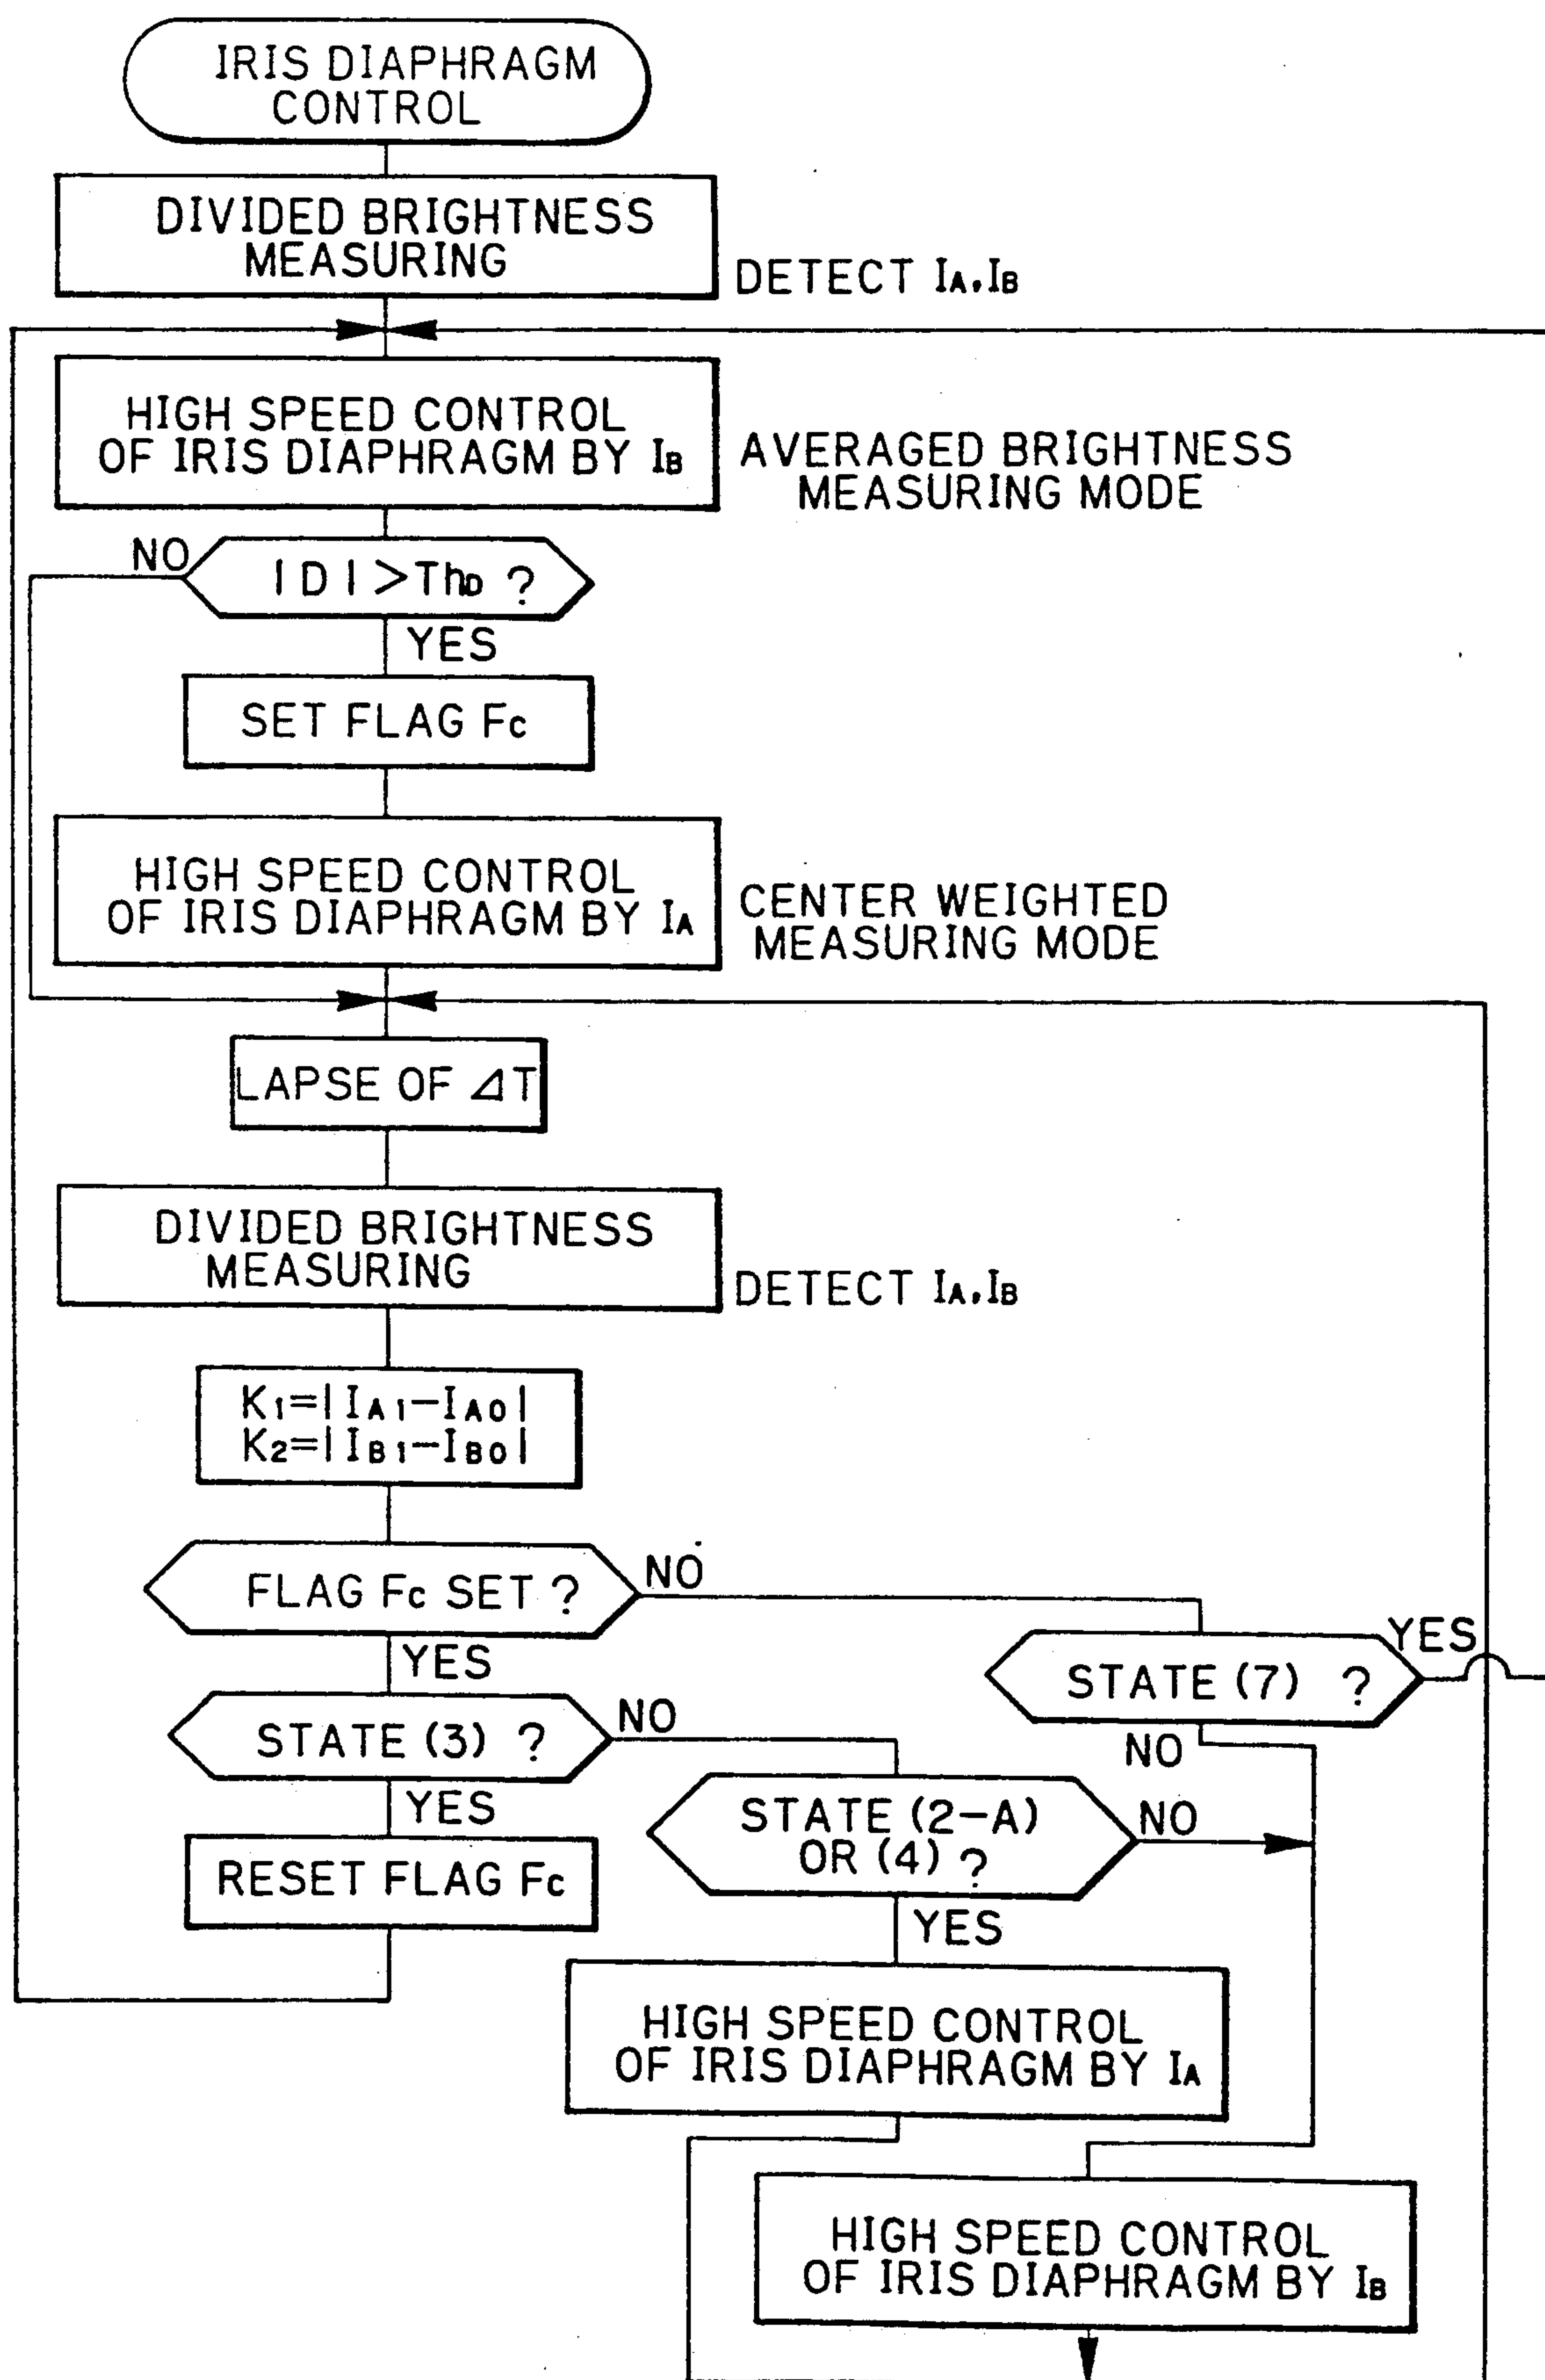 IRIS DIAPHRAGM
CONTROL
DIVIDED BRIGHTNESS
MEASURING
DETECT IA,IB
HIGH SPEED CONTROL
OF IRIS DIAPHRAGM BY IB
AVERAGED BRIGHTNESS
MEASURING MODE
NO
|D|>ThD ?
YES
SET FLAG Fc
HIGH SPEED CONTROL
OF IRIS DIAPHRAGM BY IA
CENTER WEIGHTED
MEASURING MODE
LAPSE OF ⊿T
DIVIDED BRIGHTNESS
MEASURING
DETECT IA,IB
K1=|IA1-IA0|
K2=|IB1-IB0|
FLAG Fc SET ?
NO
YES
STATE (7) ?
YES
NO
STATE (3) ?
NO
YES
STATE (2-A)
OR (4) ?
NO
YES
RESET FLAG Fc
HIGH SPEED CONTROL
OF IRIS DIAPHRAGM BY IA
HIGH SPEED CONTROL
OF IRIS DIAPHRAGM BY IB